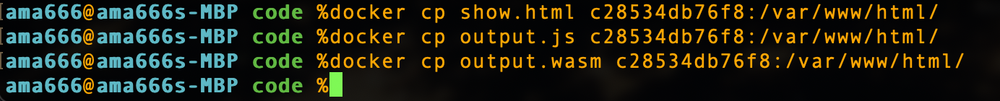 ama666@ama666s-MBP code %docker cp show.html c28534db76f8:/var/www/html/
ama666@ama666s-MBP code %docker cp output.js c28534db76f8:/var/www/html/
ama666@ama666s-MBP code %docker cp output.wasm c28534db76f8:/var/www/html/
ama666@ama666s-MBP code %